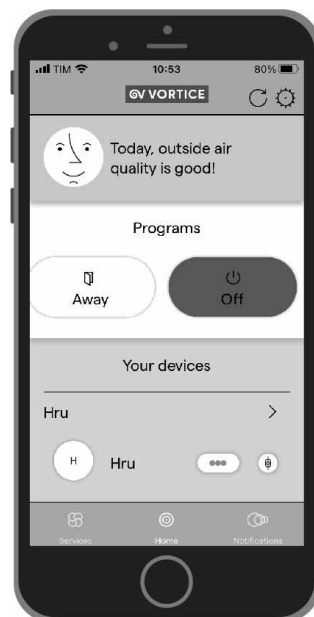 TIM
10:53
80%
VORTICE
Today, outside air
quality is good!
Programs
Away
Off
Your devices
Hru
H
Hru
Services
Home
Notifications